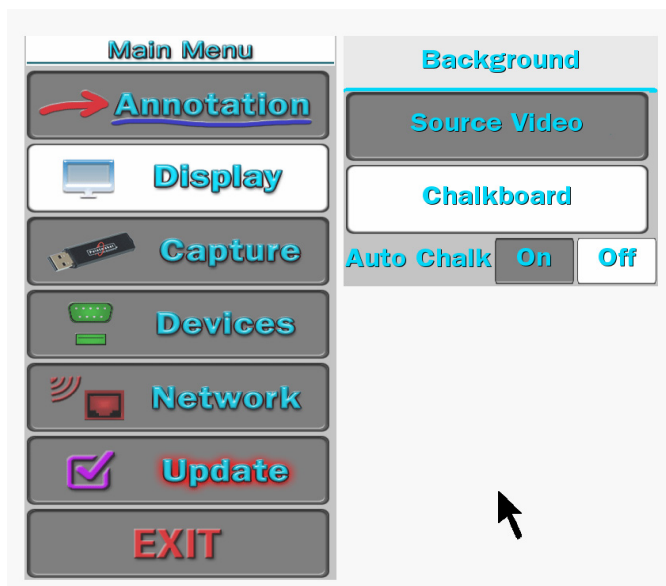 Main Menu
Annotation
Display
Capture
Devices
Network
Update
EXIT
Background
Source Video
Chalkboard
Auto Chalk On Off